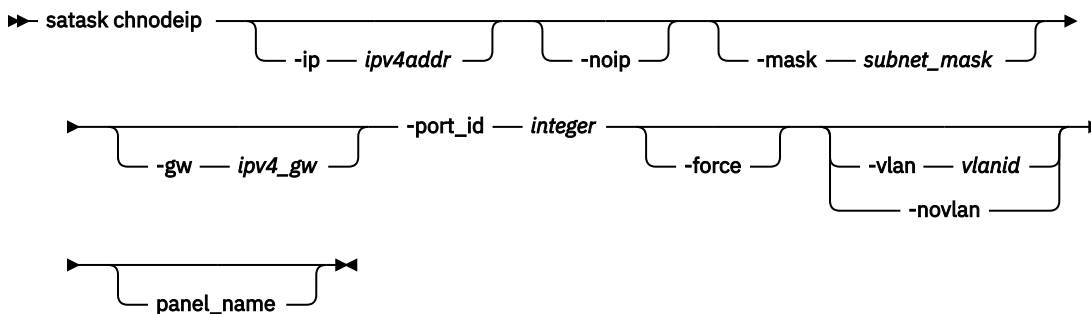 satask chnodeip
-ip ipv4addr -noip -mask subnet_mask
-port_id integer
-gw ipv4_gw -force -vlan vlanid
-novlan
panel_name